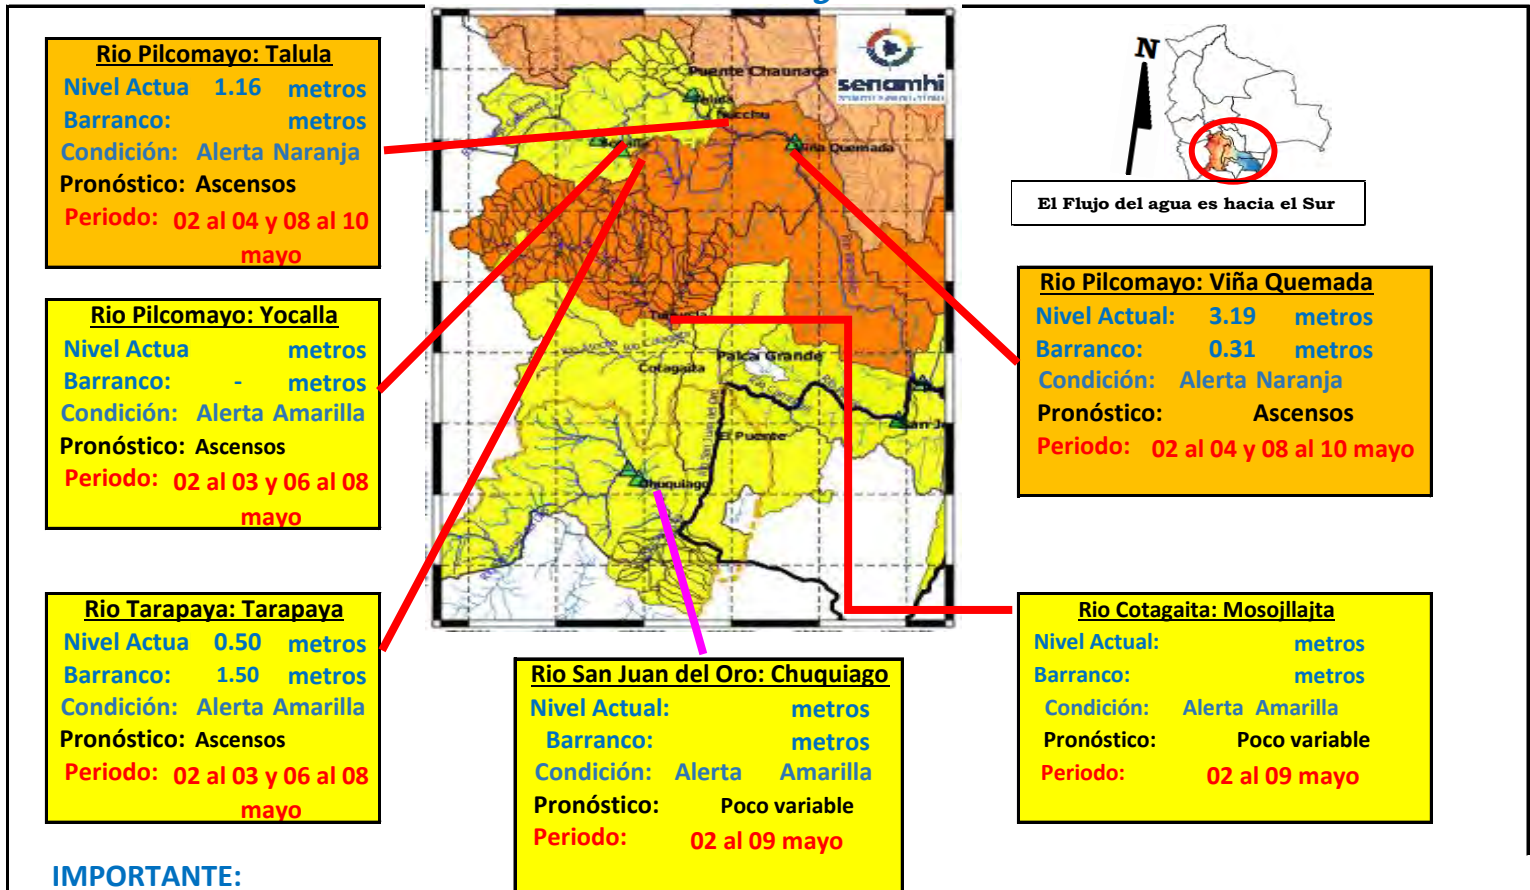 Rio Pilcomayo: Talula
Nivel Actua 1.16 metros
Barranco: metros
Condición: Alerta Naranja
Pronóstico: Ascensos
Periodo: 02 al 04 y 08 al 10
mayo
Rio Pilcomayo: Yocalla
Nivel Actua metros
Barranco: - metros
Condición: Alerta Amarilla
Pronóstico: Ascensos
Periodo: 02 al 03 y 06 al 08
mayo
Rio Tarapaya: Tarapaya
Nivel Actua 0.50 metros
Barranco: 1.50 metros
Condición: Alerta Amarilla
Pronóstico: Ascensos
Periodo: 02 al 03 y 06 al 08
mayo
IMPORTANTE:
senamhi
Puente Chaunaca
Viña Quemada
Palca Grande
Cotagaita
El Puente
Chuquiago
Rio San Juan del Oro
Rio San Juan del Oro: Chuquiago
Nivel Actual: metros
Barranco: metros
Condición: Alerta Amarilla
Pronóstico: Poco variable
Periodo: 02 al 09 mayo
N
El Flujo del agua es hacia el Sur
Rio Pilcomayo: Viña Quemada
Nivel Actual: 3.19 metros
Barranco: 0.31 metros
Condición: Alerta Naranja
Pronóstico: Ascensos
Periodo: 02 al 04 y 08 al 10 mayo
Rio Cotagaita: Mosojllajta
Nivel Actual: metros
Barranco: metros
Condición: Alerta Amarilla
Pronóstico: Poco variable
Periodo: 02 al 09 mayo